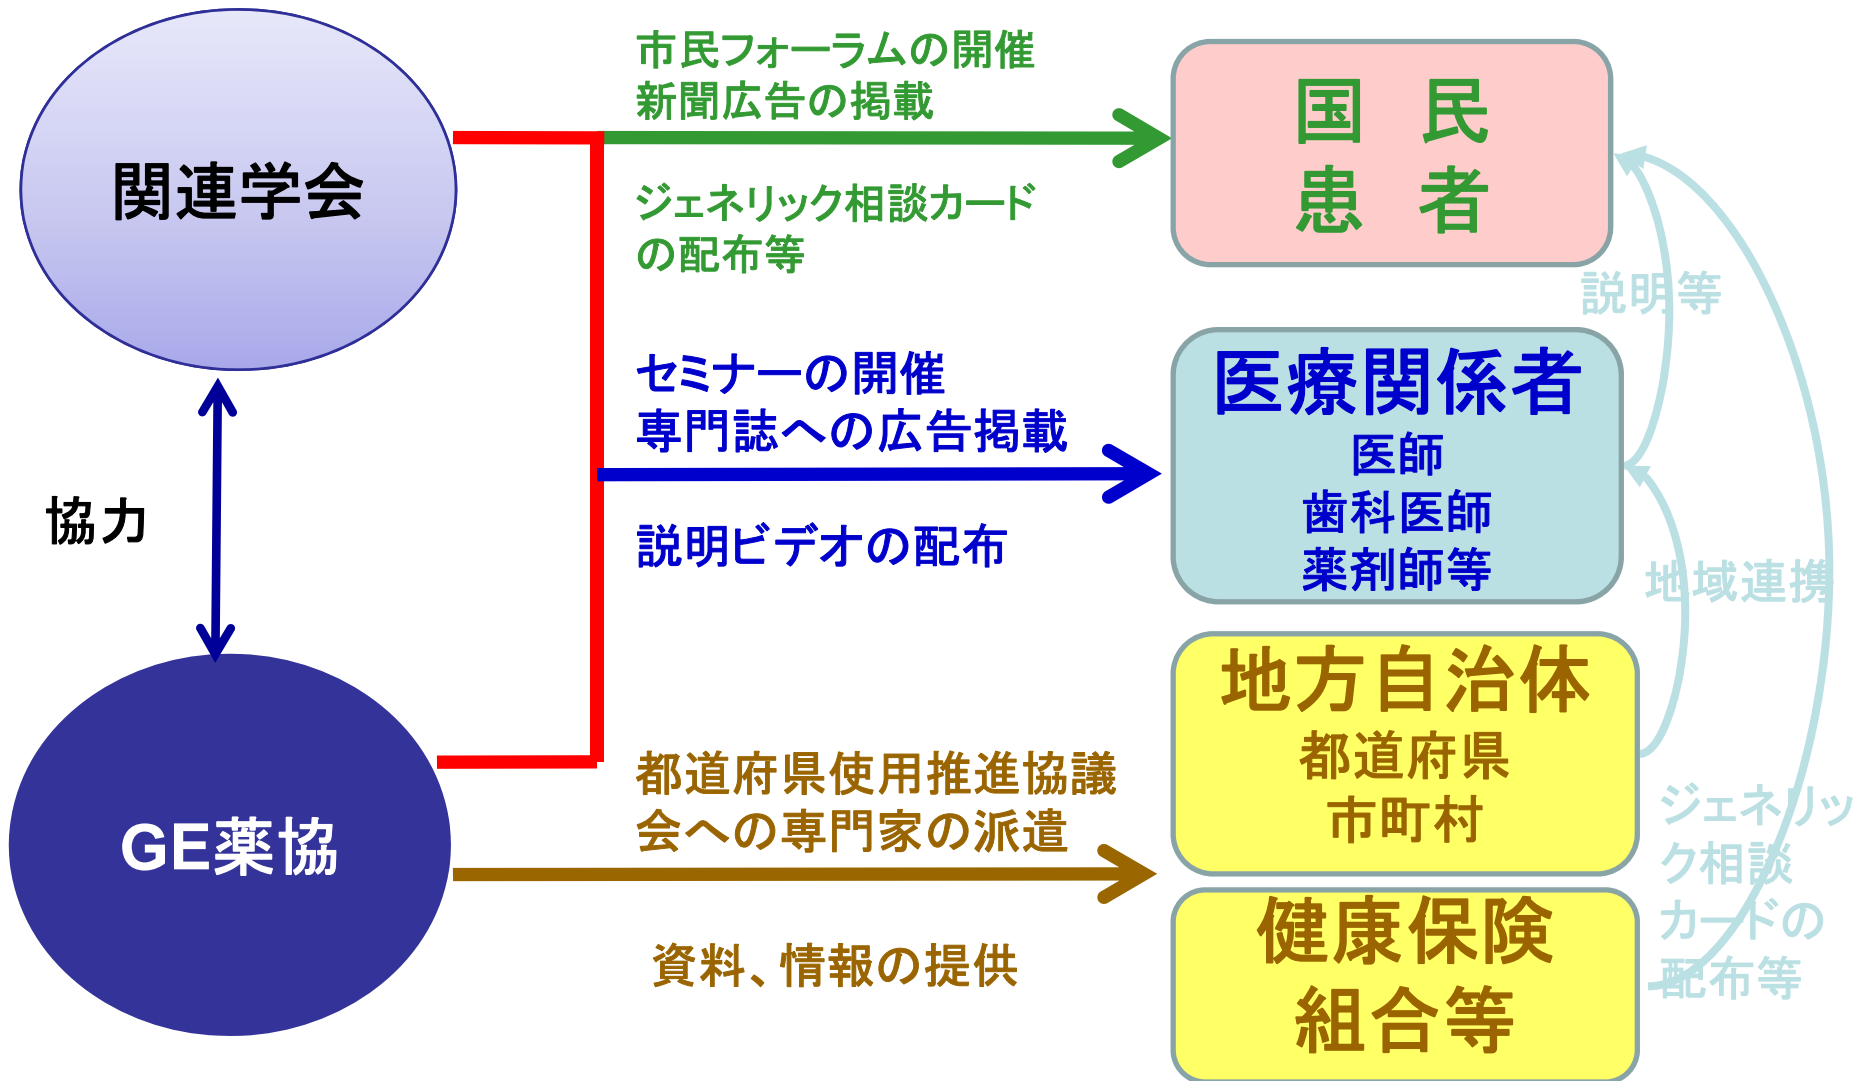 関連学会
協力
GE薬協
市民フォーラムの開催
新聞広告の掲載
ジェネリック相談カード
の配布等
セミナーの開催
専門誌への広告掲載
説明ビデオの配布
都道府県使用推進協議
会への専門家の派遣
資料、情報の提供
国　民
患　者
医療関係者
医師
歯科医師
薬剤師等
地方自治体
都道府県
市町村
健康保険
組合等
説明等
地域連携
ジェネリッ
ク相談
カードの
配布等